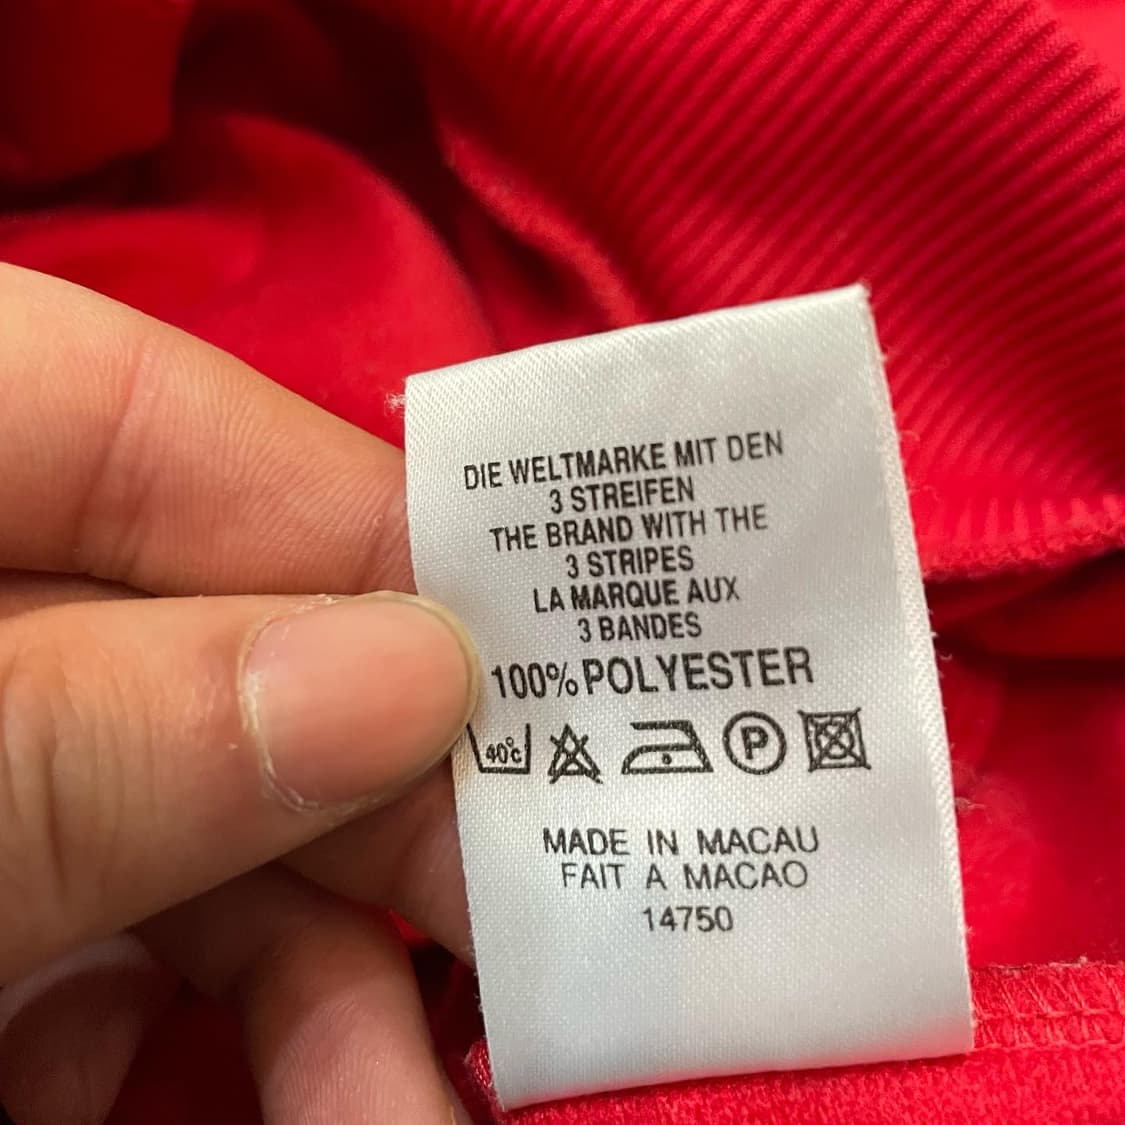 DIE WELTMARKE MIT DEN
3 STREIFEN
THE BRAND WITH THE
3 STRIPES
LA MARQUE AUX
3 BANDES
100% POLYESTER
40°c P
MADE IN MACAU
FAIT A MACAO
14750